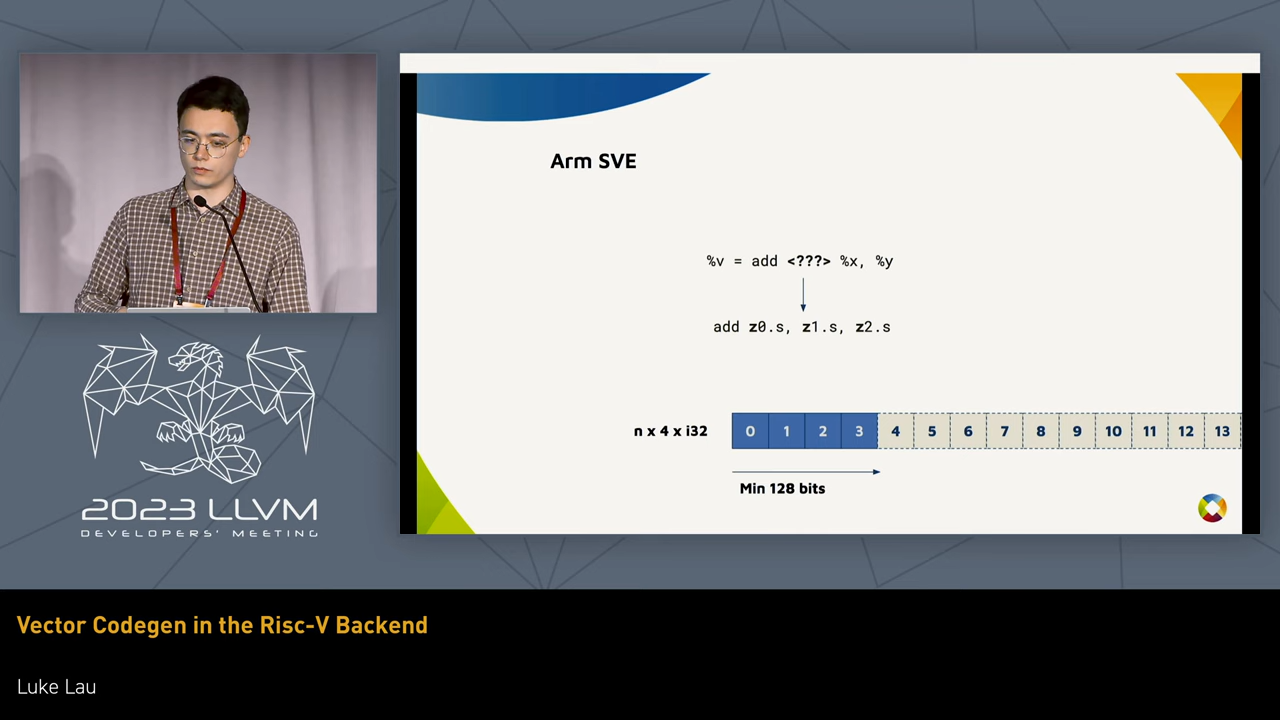 Arm SVE
%v = add <???> %x, %y
add z0.s, z1.s, z2.s
n x 4 x i32 0 1 2 3 4 5 6 7 8 9 10 11 12 13
Min 128 bits
2023 LLVM
DEVELOPERS' MEETING
Vector Codegen in the Risc-V Backend
Luke Lau